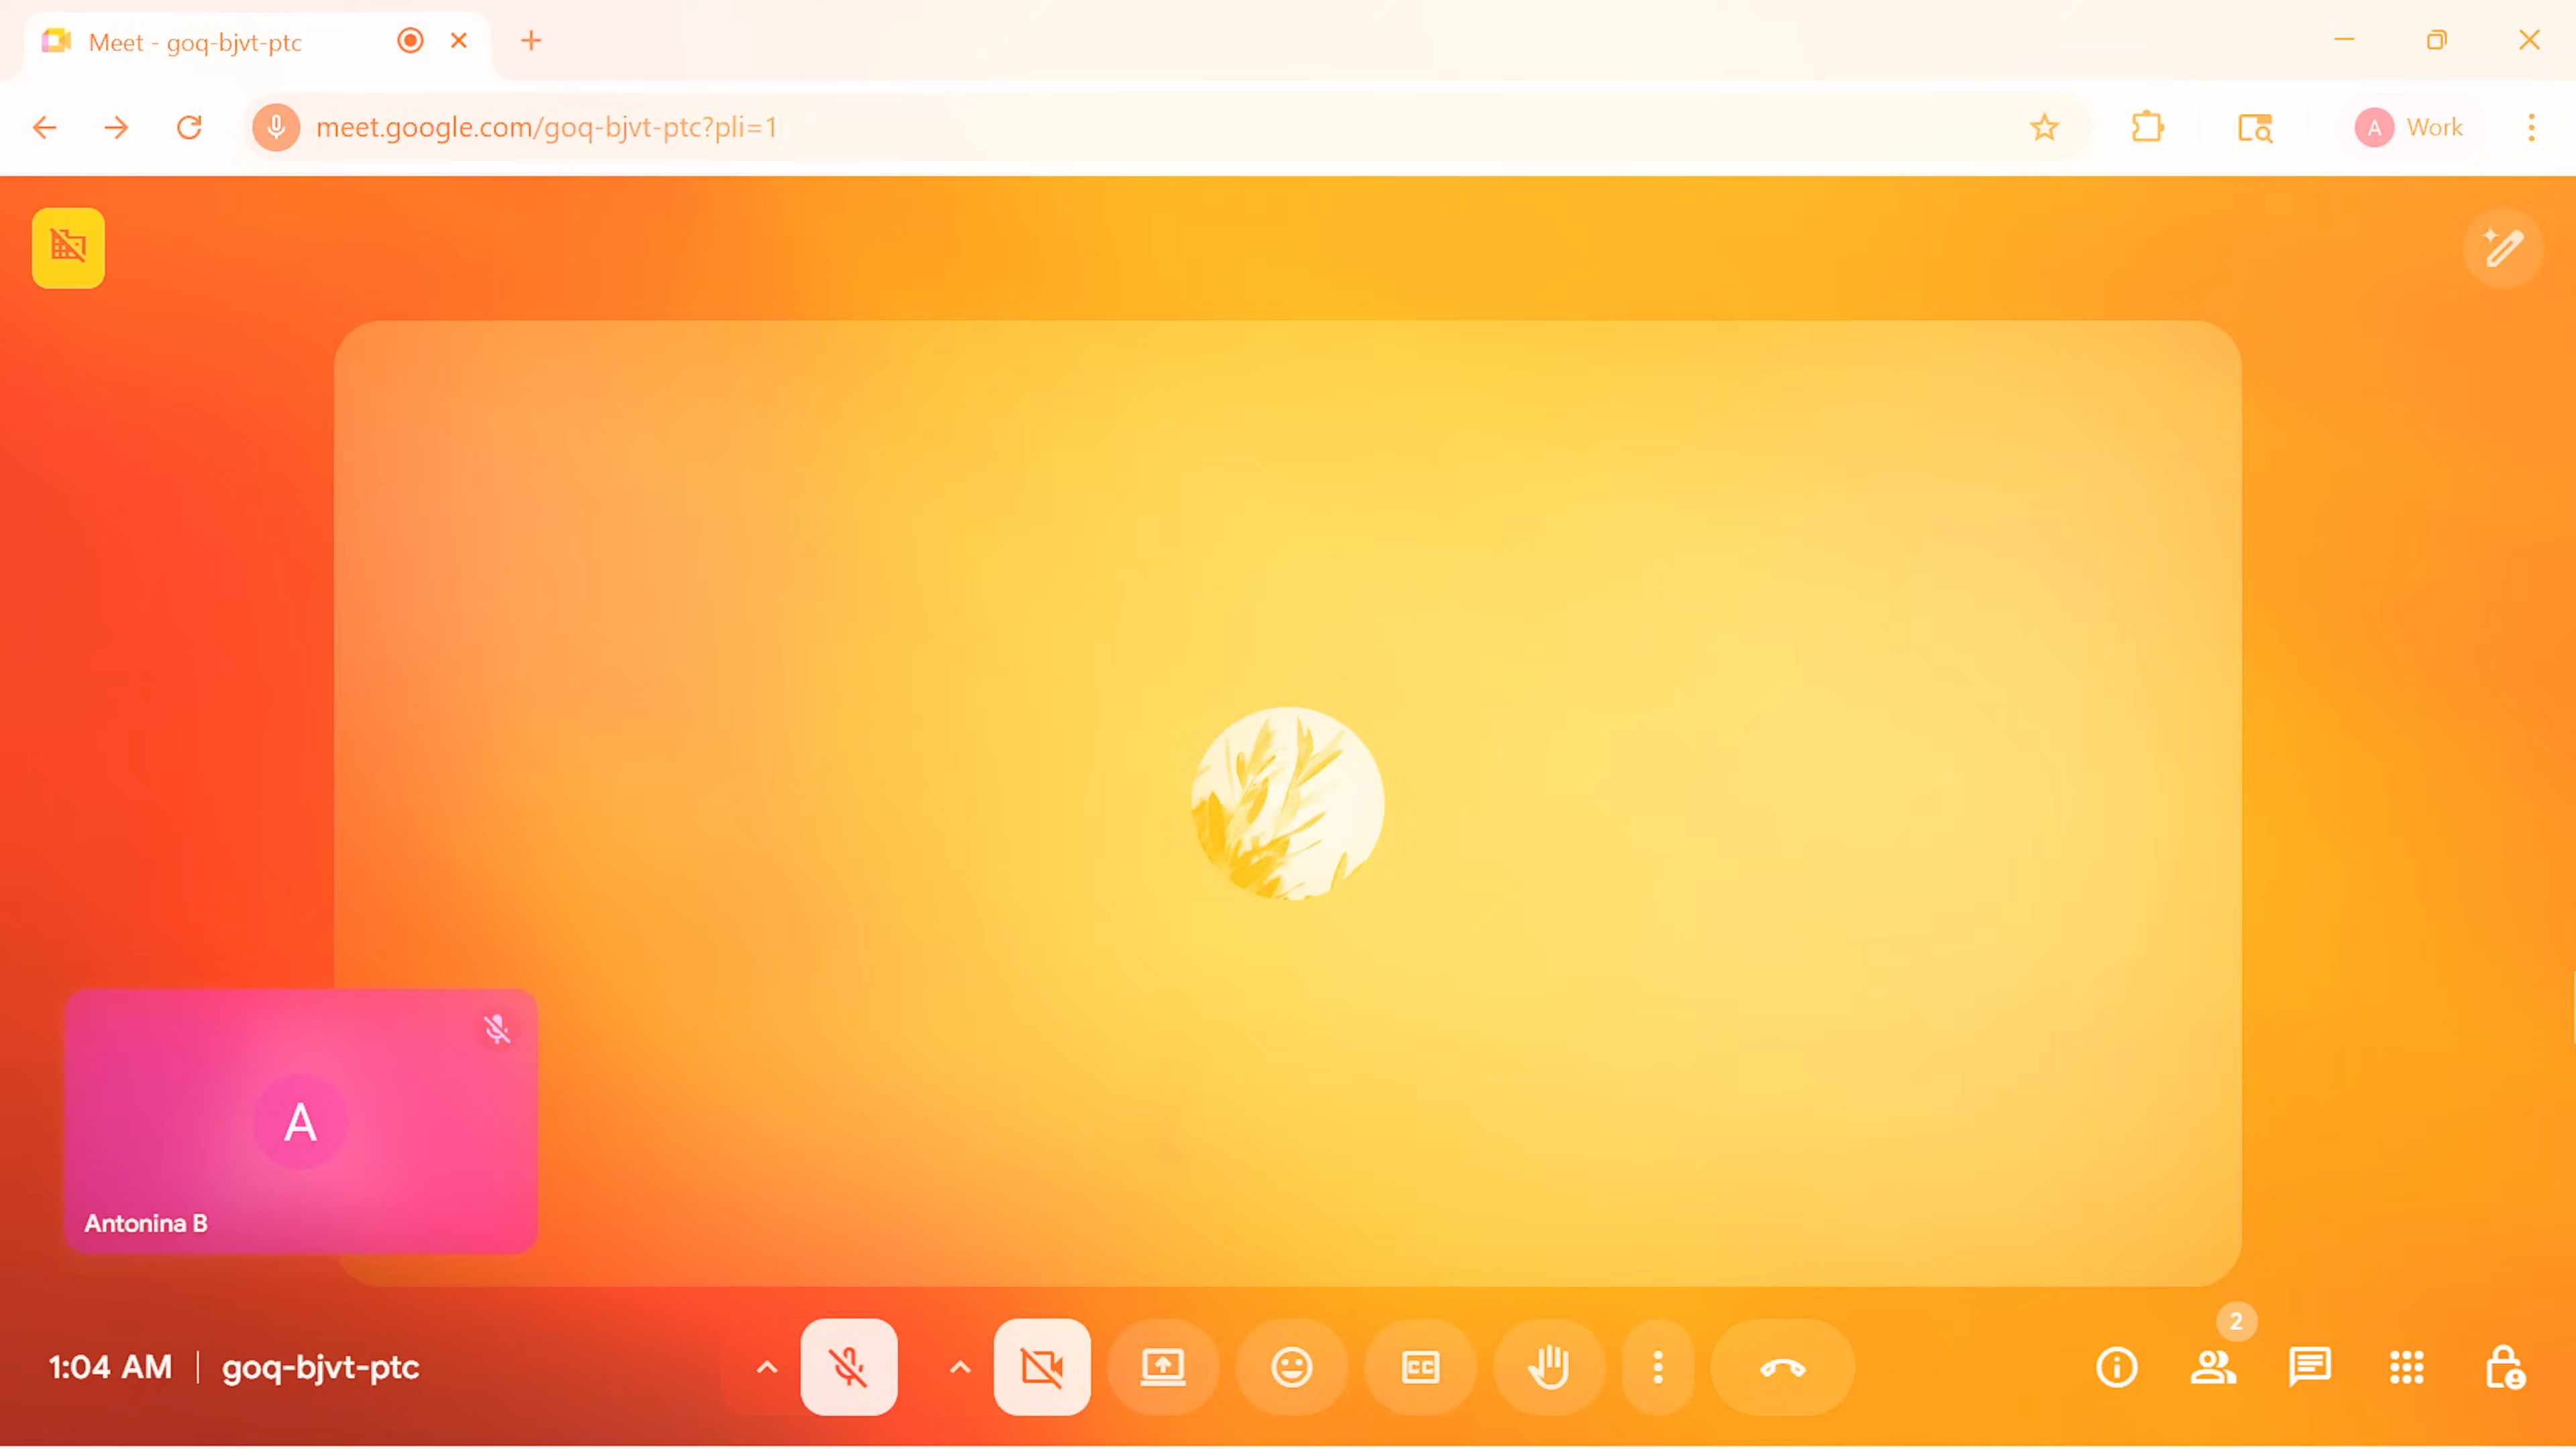 Meet - goq-bjvt-ptc
meet.google.com/goq-bjvt-ptc?pli=1
A
Work
A
Antonina B
1:04 AM
goq-bjvt-ptc
CC
2